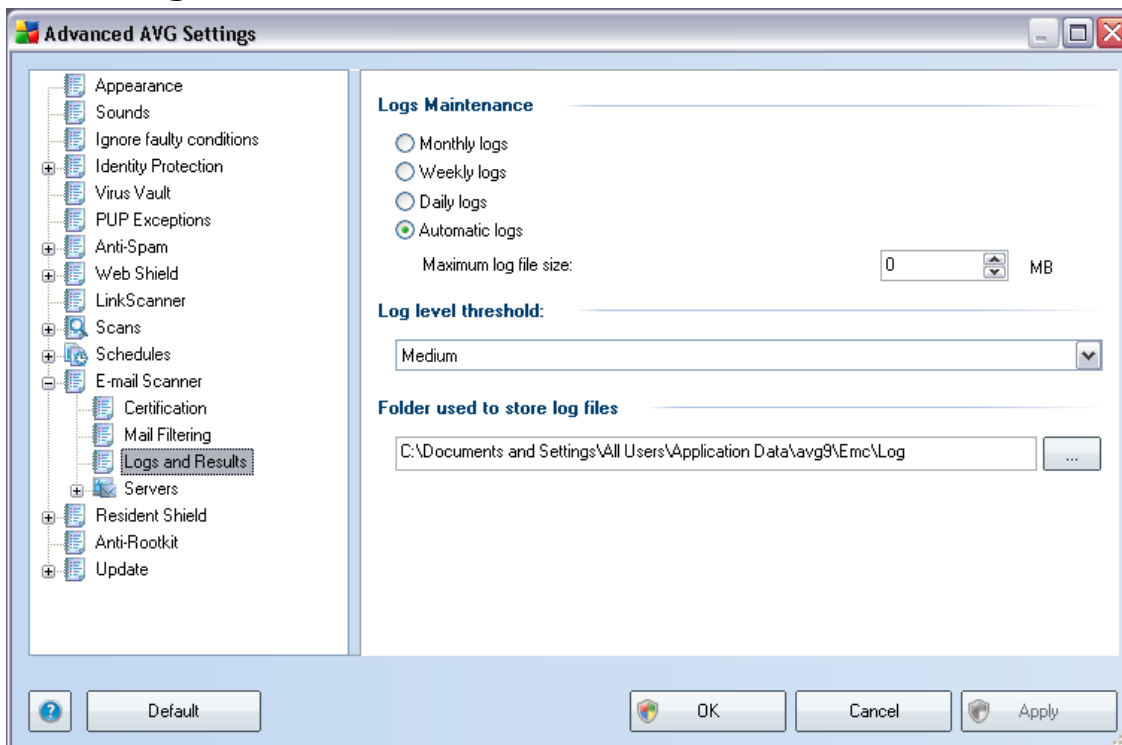 Advanced AVG Settings
Appearance
Sounds
Ignore faulty conditions
Identity Protection
Virus Vault
PUP Exceptions
Anti-Spam
Web Shield
LinkScanner
Scans
Schedules
E-mail Scanner
Certification
Mail Filtering
Logs and Results
Servers
Resident Shield
Anti-Rootkit
Update
Logs Maintenance
Monthly logs
Weekly logs
Daily logs
Automatic logs
Maximum log file size: 0 MB
Log level threshold:
Medium
Folder used to store log files
C:\Documents and Settings\All Users\Application Data\avg9\Emc\Log ...
? Default OK Cancel Apply